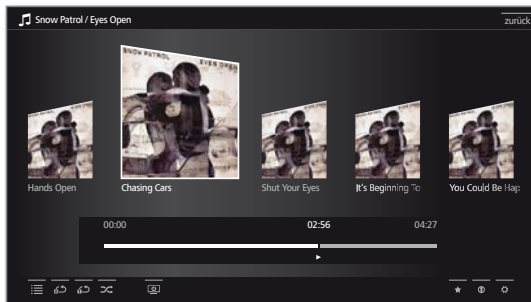 Snow Patrol / Eyes Open
zurück
SNOW PATROL EYES OPEN
Hands Open
Chasing Cars
Shut Your Eyes
It's Beginning To
You Could Be Hap
00:00 02:56 04:27